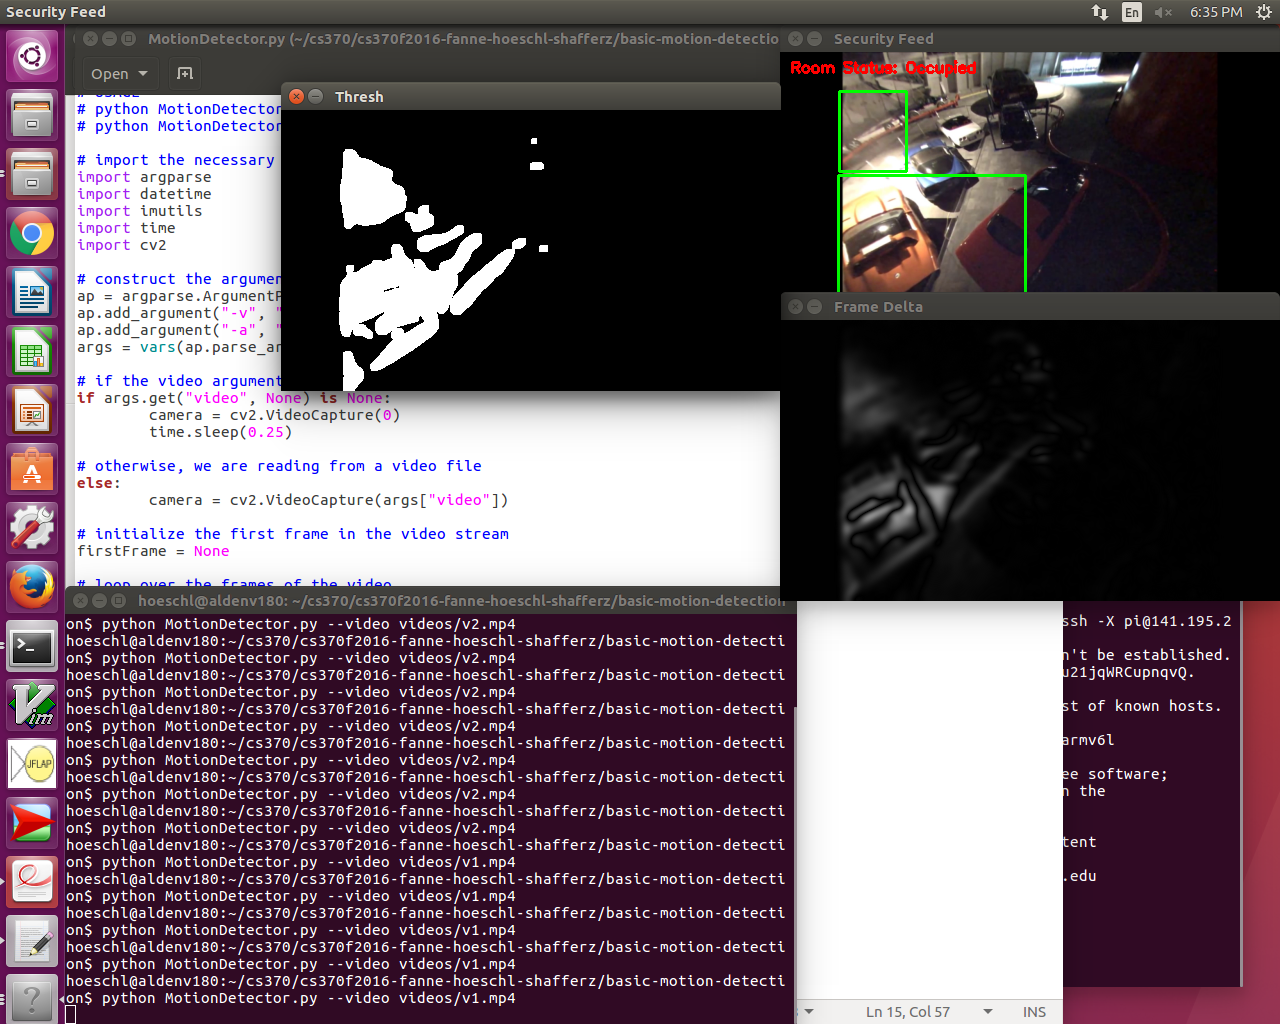 Security Feed
En
6:35 PM
MotionDetector.py (~/cs370/cs370f2016-fanne-hoeschl-shafferz/basic-motion-detectio
Security Feed
Open
Room Status: Occupied
Thresh
# python MotionDetector
# python MotionDetector
# import the necessary
import argparse
import datetime
import imutils
import time
import cv2
# construct the argumen
ap = argparse.ArgumentP
ap.add_argument("-v", "
ap.add_argument("-a", "
args = vars(ap.parse_ar
# if the video argument
if args.get("video", None) is None:
camera = cv2.VideoCapture(0)
time.sleep(0.25)
# otherwise, we are reading from a video file
else:
camera = cv2.VideoCapture(args["video"])
# initialize the first frame in the video stream
firstFrame = None
# loop over the frames of the video
Frame Delta
hoeschl@aldenv180: ~/cs370/cs370f2016-fanne-hoeschl-shafferz/basic-motion-detection
on$ python MotionDetector.py --video videos/v2.mp4
hoeschl@aldenv180:~/cs370/cs370f2016-fanne-hoeschl-shafferz/basic-motion-detecti
on$ python MotionDetector.py --video videos/v2.mp4
hoeschl@aldenv180:~/cs370/cs370f2016-fanne-hoeschl-shafferz/basic-motion-detecti
on$ python MotionDetector.py --video videos/v2.mp4
hoeschl@aldenv180:~/cs370/cs370f2016-fanne-hoeschl-shafferz/basic-motion-detecti
on$ python MotionDetector.py --video videos/v2.mp4
hoeschl@aldenv180:~/cs370/cs370f2016-fanne-hoeschl-shafferz/basic-motion-detecti
on$ python MotionDetector.py --video videos/v2.mp4
hoeschl@aldenv180:~/cs370/cs370f2016-fanne-hoeschl-shafferz/basic-motion-detecti
on$ python MotionDetector.py --video videos/v2.mp4
hoeschl@aldenv180:~/cs370/cs370f2016-fanne-hoeschl-shafferz/basic-motion-detecti
on$ python MotionDetector.py --video videos/v2.mp4
hoeschl@aldenv180:~/cs370/cs370f2016-fanne-hoeschl-shafferz/basic-motion-detecti
on$ python MotionDetector.py --video videos/v1.mp4
hoeschl@aldenv180:~/cs370/cs370f2016-fanne-hoeschl-shafferz/basic-motion-detecti
on$ python MotionDetector.py --video videos/v1.mp4
hoeschl@aldenv180:~/cs370/cs370f2016-fanne-hoeschl-shafferz/basic-motion-detecti
on$ python MotionDetector.py --video videos/v1.mp4
hoeschl@aldenv180:~/cs370/cs370f2016-fanne-hoeschl-shafferz/basic-motion-detecti
on$ python MotionDetector.py --video videos/v1.mp4
hoeschl@aldenv180:~/cs370/cs370f2016-fanne-hoeschl-shafferz/basic-motion-detecti
on$ python MotionDetector.py --video videos/v1.mp4
ssh -X pi@141.195.2
n't be established.
u21jqWRCupnqvQ.
st of known hosts.
armv6l
ee software;
n the
tent
.edu
Vim
JFLAP
Ln 15, Col 57
INS